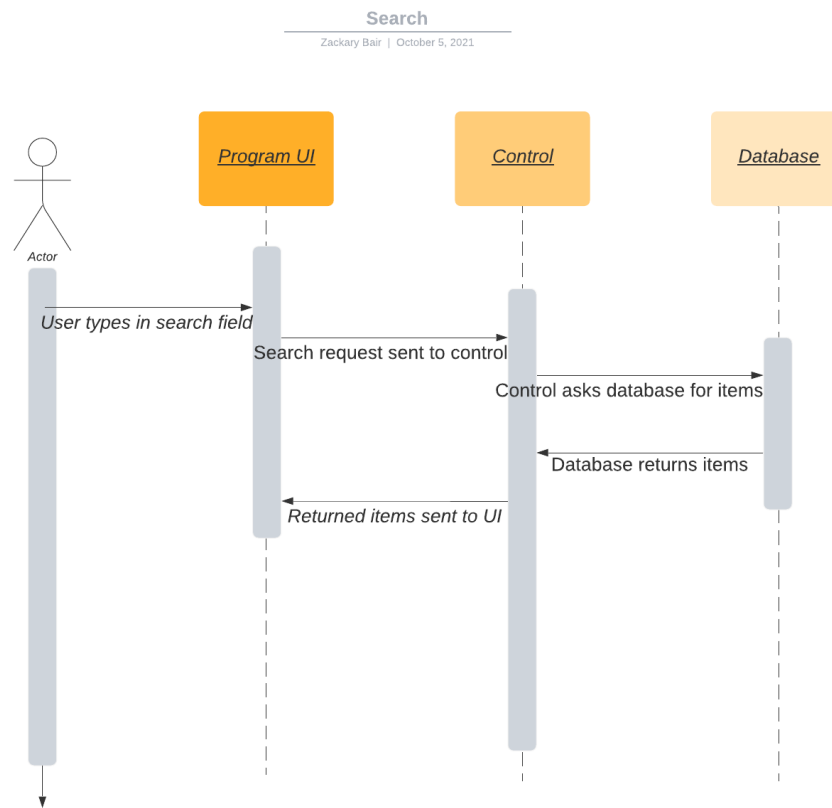 Search
Zackary Bair | October 5, 2021
Program UI
Control
Database
Actor
User types in search field
Search request sent to control
Control asks database for items
Database returns items
Returned items sent to UI